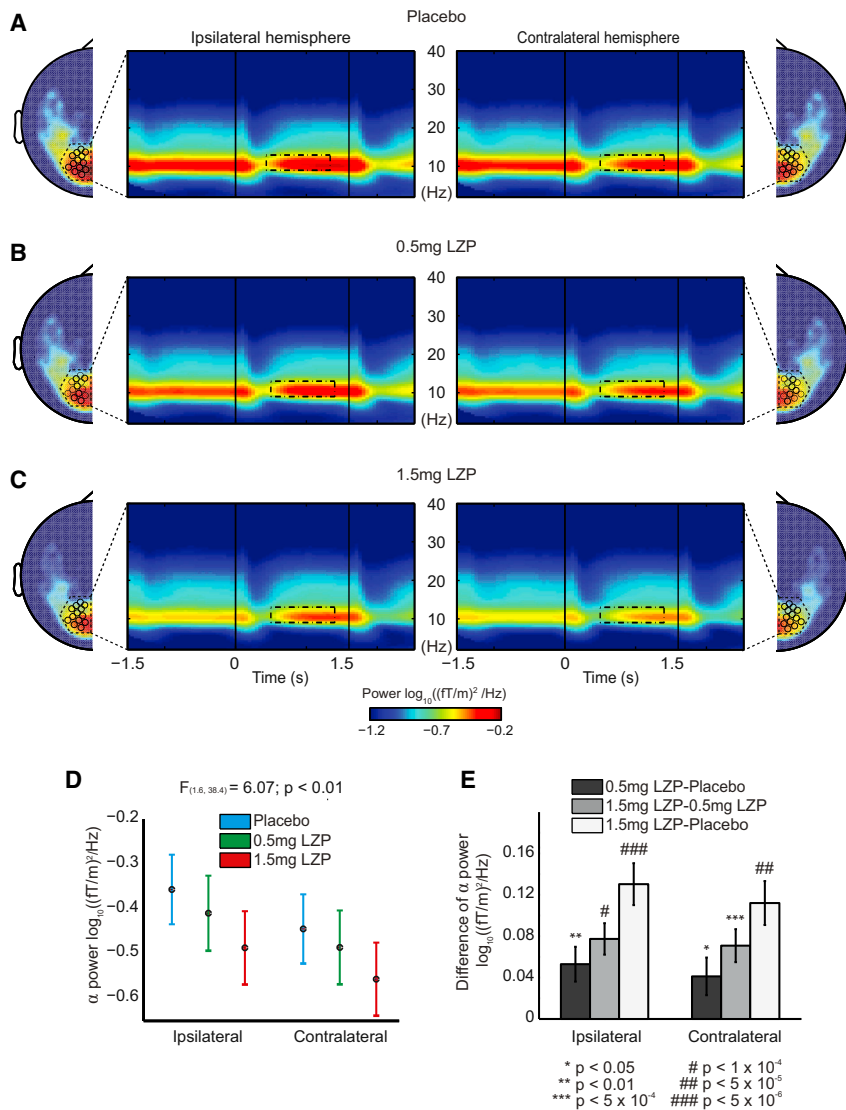 A
Placebo
Ipsilateral hemisphere
Contralateral hemisphere
40
30
20
10
(Hz)
B
0.5mg LZP
40
30
20
10
(Hz)
C
1.5mg LZP
40
30
20
10
(Hz)
−1.5 0 1.5
−1.5 0 1.5
Time (s)
Time (s)
Power log10((fT/m)2 /Hz)
−1.2 −0.7 −0.2
D
F(1.6, 38.4) = 6.07; p < 0.01
Placebo
0.5mg LZP
1.5mg LZP
α power log10((fT/m)2/Hz)
−0.2
−0.3
−0.4
−0.5
−0.6
Ipsilateral Contralateral
E
0.5mg LZP-Placebo
1.5mg LZP-0.5mg LZP
1.5mg LZP-Placebo
Difference of α power
log10((fT/m)2/Hz)
0.16
0.12
0.08
0.04
0
** # ###
* *** ##
Ipsilateral Contralateral
* p < 0.05
** p < 0.01
*** p < 5 x 10-4
# p < 1 x 10-4
## p < 5 x 10-5
### p < 5 x 10-6